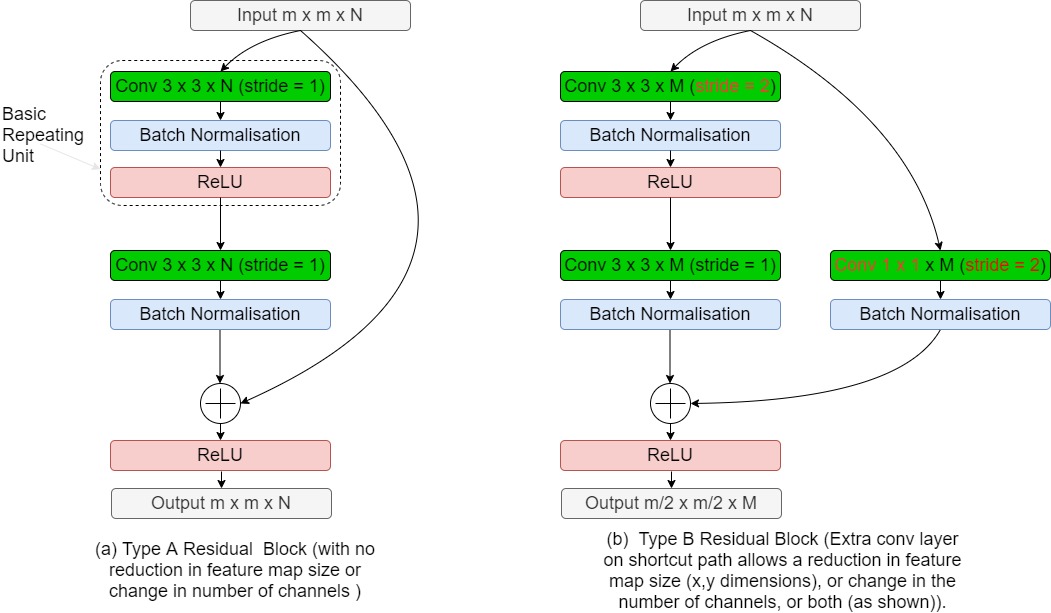 Input m x m x N
Conv 3 x 3 x N (stride = 1)
Batch Normalisation
ReLU
Basic
Repeating
Unit
Conv 3 x 3 x N (stride = 1)
Batch Normalisation
ReLU
Output m x m x N
(a) Type A Residual  Block (with no
reduction in feature map size or
change in number of channels )
Input m x m x N
Conv 3 x 3 x M (stride = 2)
Batch Normalisation
ReLU
Conv 3 x 3 x M (stride = 1)
Batch Normalisation
Conv 1 x 1 x M (stride = 2)
Batch Normalisation
ReLU
Output m/2 x m/2 x M
(b)  Type B Residual Block (Extra conv layer
on shortcut path allows a reduction in feature
map size (x,y dimensions), or change in the
number of channels, or both (as shown)).